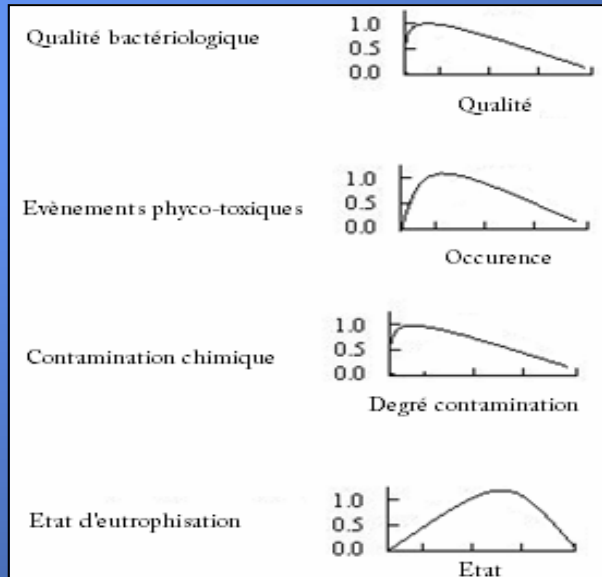 Qualité bactériologique
1.0
0.5
0.0
Qualité
Evènements phyco-toxiques
1.0
0.5
0.0
Occurence
Contamination chimique
1.0
0.5
0.0
Degré contamination
Etat d'eutrophisation
1.0
0.5
0.0
Etat